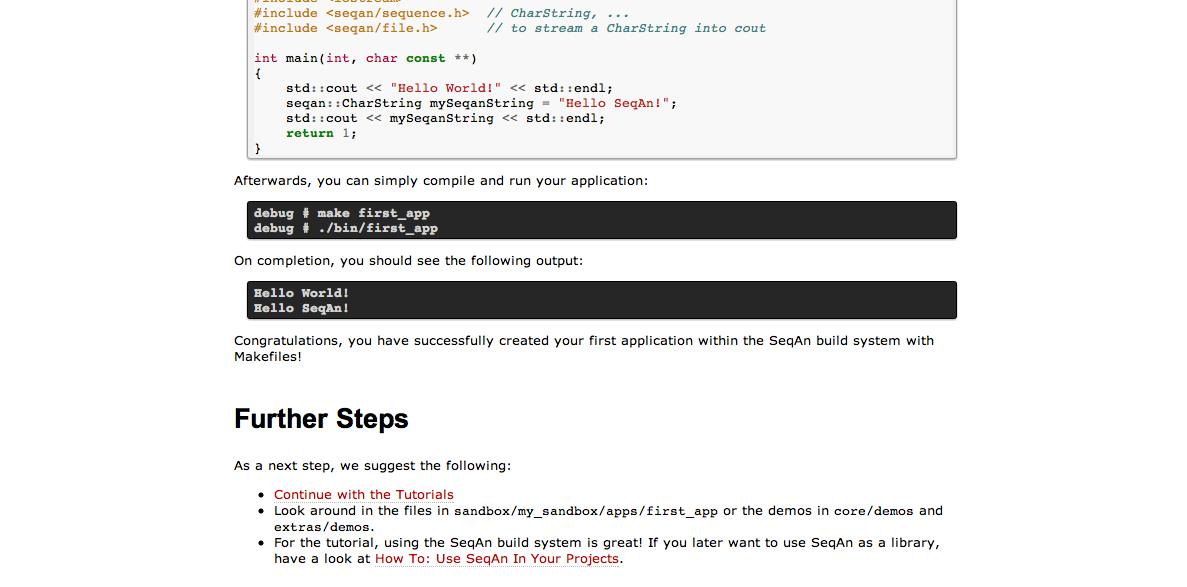 #include <iostream>
#include <seqan/sequence.h>  // CharString, ...
#include <seqan/file.h>      // to stream a CharString into cout
int main(int, char const **)
{
    std::cout << "Hello World!" << std::endl;
    seqan::CharString mySeqanString = "Hello SeqAn!";
    std::cout << mySeqanString << std::endl;
    return 1;
}
Afterwards, you can simply compile and run your application:
debug # make first_app
debug # ./bin/first_app
On completion, you should see the following output:
Hello World!
Hello SeqAn!
Congratulations, you have successfully created your first application within the SeqAn build system with
Makefiles!
Further Steps
As a next step, we suggest the following:
• Continue with the Tutorials
• Look around in the files in sandbox/my_sandbox/apps/first_app or the demos in core/demos and
extras/demos.
• For the tutorial, using the SeqAn build system is great! If you later want to use SeqAn as a library,
have a look at How To: Use SeqAn In Your Projects.